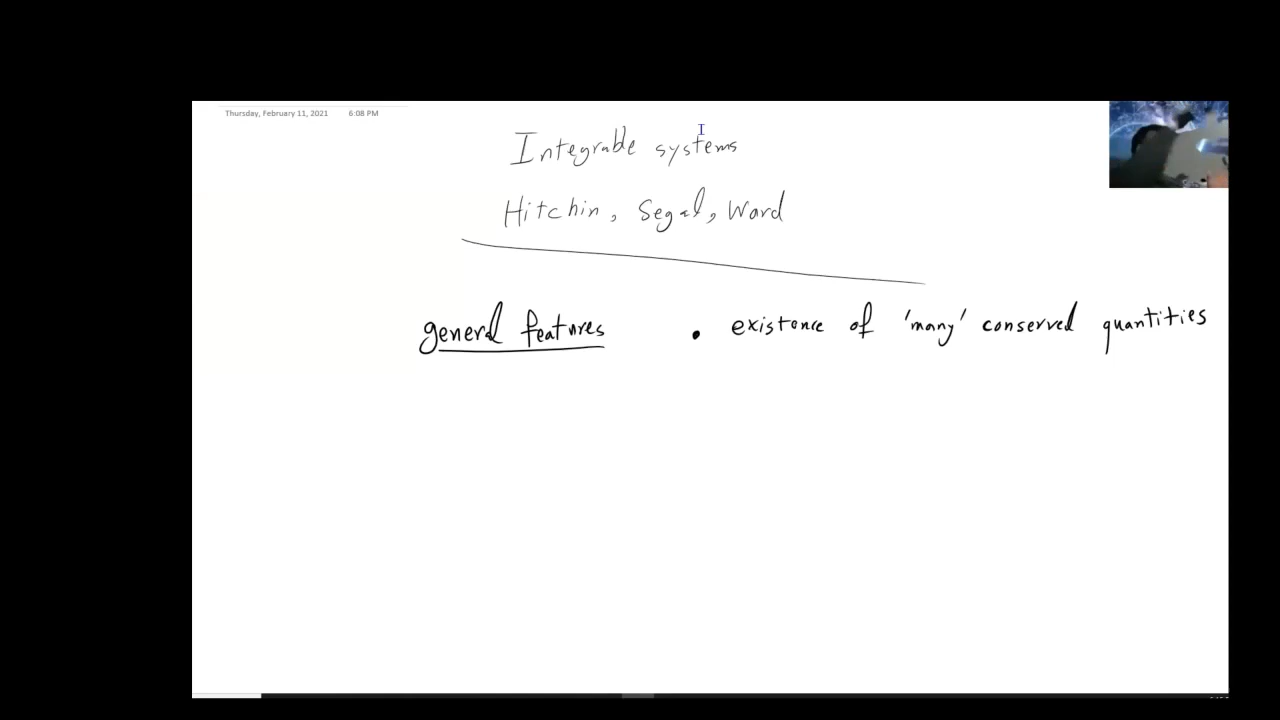 Thursday, February 11, 2021 6:08 PM
Integrable systems
Hitchin, Segal, Ward
general features • existence of 'many' conserved quantities